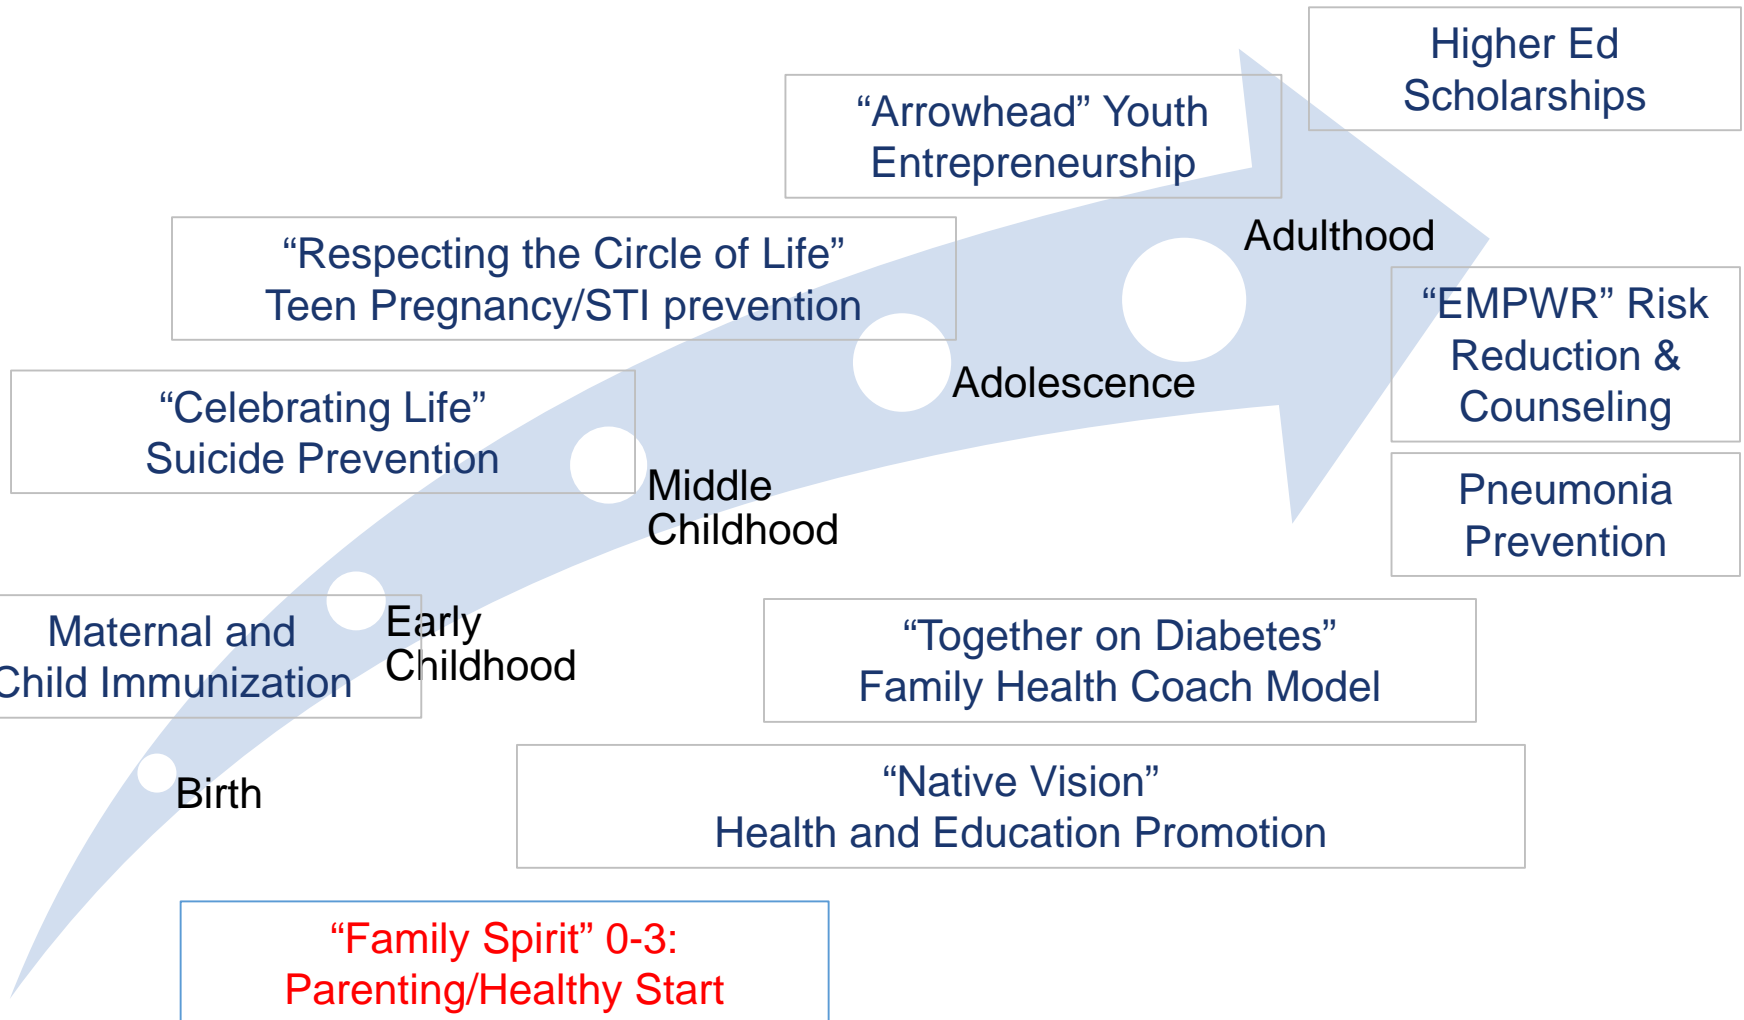 Higher Ed
Scholarships
“Arrowhead” Youth
Entrepreneurship
Adulthood
“Respecting the Circle of Life”
Teen Pregnancy/STI prevention
“EMPWR” Risk
Reduction &
Counseling
Adolescence
“Celebrating Life”
Suicide Prevention
Middle
Childhood
Pneumonia
Prevention
Maternal and
Child Immunization
Early
Childhood
“Together on Diabetes”
Family Health Coach Model
Birth
“Native Vision”
Health and Education Promotion
“Family Spirit” 0-3:
Parenting/Healthy Start